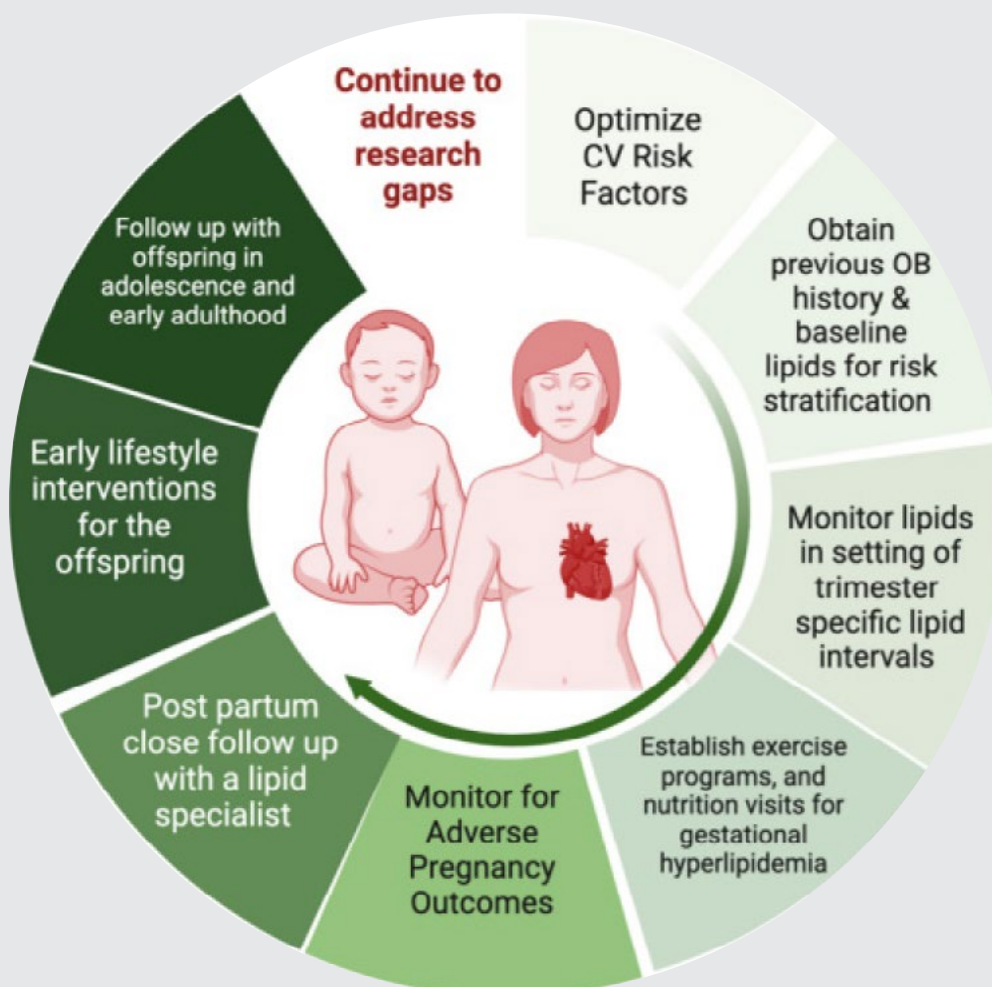 Continue to
address
research
gaps
Optimize
CV Risk
Factors
Obtain
previous OB
history &
baseline
lipids for risk
stratification
Monitor lipids
in setting of
trimester
specific lipid
intervals
Establish exercise
programs, and
nutrition visits for
gestational
hyperlipidemia
Monitor for
Adverse
Pregnancy
Outcomes
Post partum
close follow up
with a lipid
specialist
Early lifestyle
interventions
for the
offspring
Follow up with
offspring in
adolescence and
early adulthood